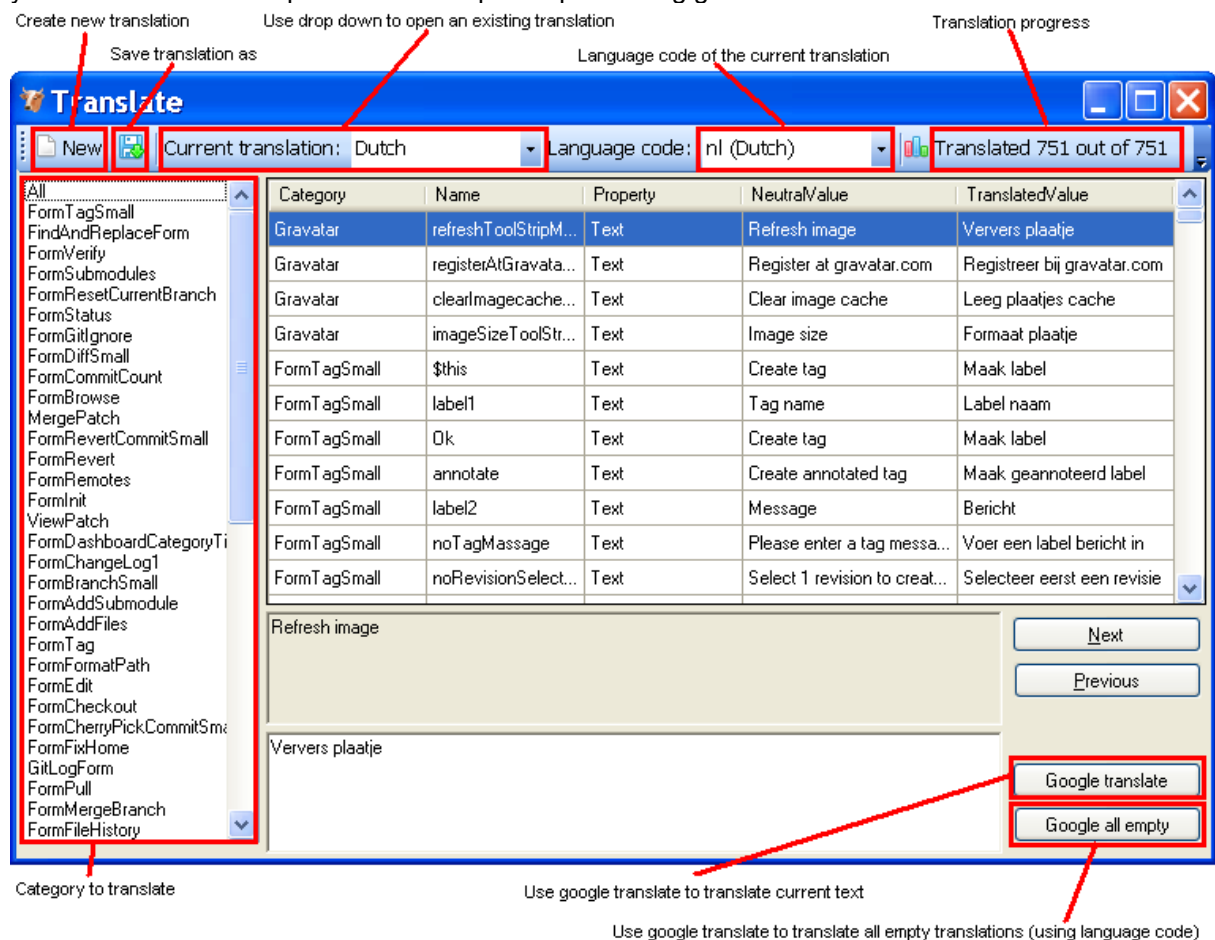 Create new translation
Use drop down to open an existing translation
Translation progress
Save translation as
Language code of the current translation
Translate
New
Current translation: Dutch
Language code: nl (Dutch)
Translated 751 out of 751
All
FormTagSmall
FindAndReplaceForm
FormVerify
FormSubmodules
FormResetCurrentBranch
FormStatus
FormGitIgnore
FormDiffSmall
FormCommitCount
FormBrowse
MergePatch
FormRevertCommitSmall
FormRevert
FormRemotes
FormInit
ViewPatch
FormDashboardCategoryTi
FormChangeLog1
FormBranchSmall
FormAddSubmodule
FormAddFiles
FormTag
FormFormatPath
FormEdit
FormCheckout
FormCherryPickCommitSma
FormFixHome
GitLogForm
FormPull
FormMergeBranch
FormFileHistory
Category Name Property NeutralValue TranslatedValue
Gravatar refreshToolStripM... Text Refresh image Ververs plaatje
Gravatar registerAtGravata... Text Register at gravatar.com Registreer bij gravatar.com
Gravatar clearImagecache... Text Clear image cache Leeg plaatjes cache
Gravatar imageSizeToolStr... Text Image size Formaat plaatje
FormTagSmall $this Text Create tag Maak label
FormTagSmall label1 Text Tag name Label naam
FormTagSmall Ok Text Create tag Maak label
FormTagSmall annotate Text Create annotated tag Maak geannoteerd label
FormTagSmall label2 Text Message Bericht
FormTagSmall noTagMassage Text Please enter a tag messa... Voer een label bericht in
FormTagSmall noRevisionSelect... Text Select 1 revision to creat... Selecteer eerst een revisie
Refresh image
Next
Previous
Ververs plaatje
Google translate
Google all empty
Category to translate
Use google translate to translate current text
Use google translate to translate all empty translations (using language code)